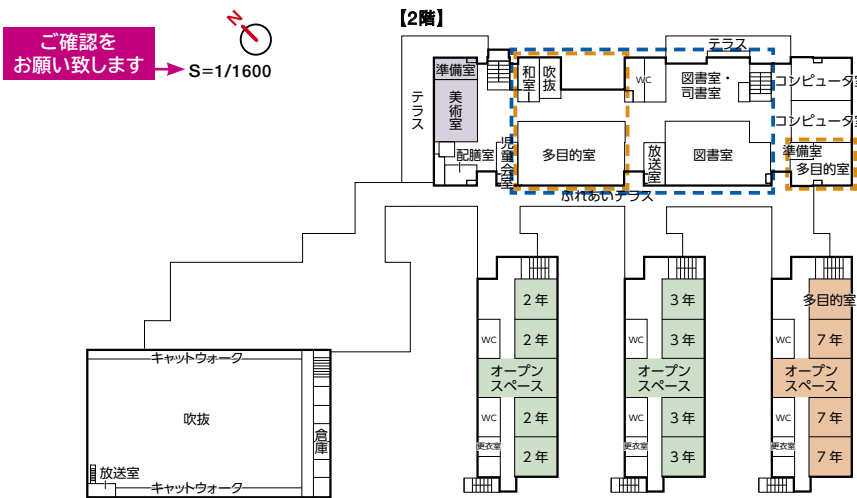 【2階】
ご確認を
お願い致します
S=1/1600
N
テラス
準備室
美術室
配膳室
児童会室
和室
吹抜
多目的室
WC
放送室
図書室・
司書室
図書室
テラス
コンピュータ室
コンピュータ室
準備室
多目的室
ふれあいテラス
2年
WC
2年
オープン
スペース
WC
2年
更衣室
2年
3年
WC
3年
オープン
スペース
WC
3年
更衣室
3年
多目的室
WC
7年
オープン
スペース
WC
7年
更衣室
7年
キャットウォーク
吹抜
倉庫
放送室
キャットウォーク